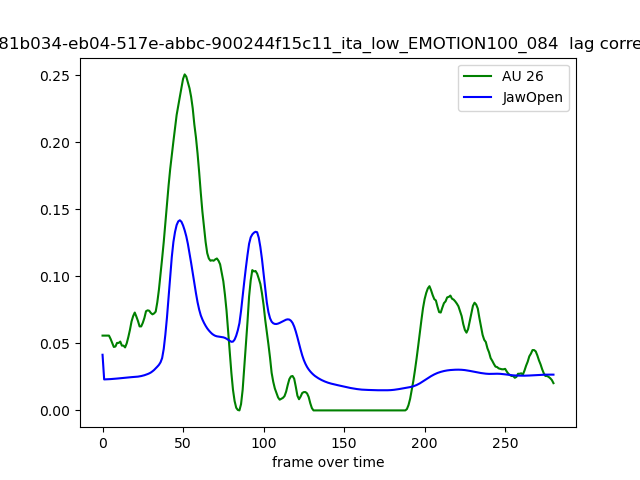 81b034-eb04-517e-abbc-900244f15c11_ita_low_EMOTION100_084 lag corre
AU 26
JawOpen
0.25
0.20
0.15
0.10
0.05
0.00
0 50 100 150 200 250
frame over time